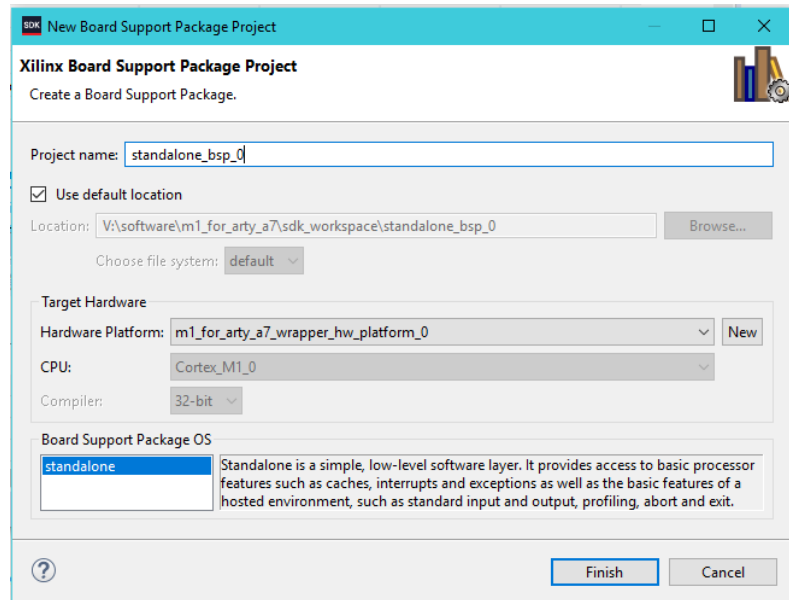 SDK New Board Support Package Project
Xilinx Board Support Package Project
Create a Board Support Package.
Project name: standalone_bsp_0
Use default location
Location: V:\software\m1_for_arty_a7\sdk_workspace\standalone_bsp_0 Browse...
Choose file system: default
Target Hardware
Hardware Platform: m1_for_arty_a7_wrapper_hw_platform_0 New
CPU: Cortex_M1_0
Compiler: 32-bit
Board Support Package OS
standalone
Standalone is a simple, low-level software layer. It provides access to basic processor
features such as caches, interrupts and exceptions as well as the basic features of a
hosted environment, such as standard input and output, profiling, abort and exit.
? Finish Cancel